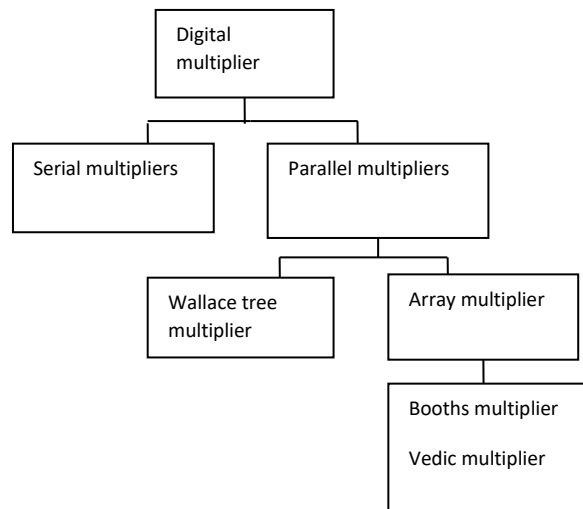 Digital
multiplier
Serial multipliers
Parallel multipliers
Wallace tree
multiplier
Array multiplier
Booths multiplier
Vedic multiplier